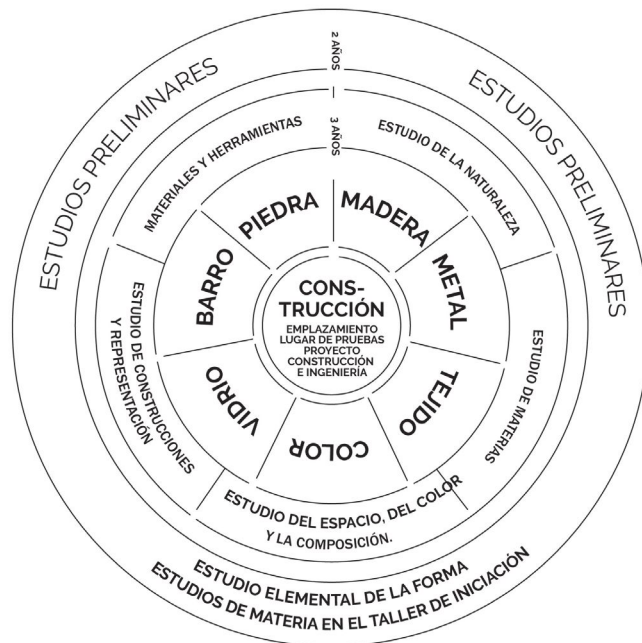 ESTUDIOS PRELIMINARES
2 AÑOS
ESTUDIOS PRELIMINARES
3 AÑOS
MATERIALES Y HERRAMIENTAS
ESTUDIO DE LA NATURALEZA
PIEDRA
MADERA
BARRO
METAL
CONS-
TRUCCIÓN
EMPLAZAMIENTO
LUGAR DE PRUEBAS
PROYECTO
CONSTRUCCIÓN
E INGENIERÍA
VIDRIO
TEJIDO
COLOR
ESTUDIO DE CONSTRUCCIONES
Y REPRESENTACIÓN
ESTUDIO DE MATERIAS
ESTUDIO DEL ESPACIO, DEL COLOR
Y LA COMPOSICIÓN.
ESTUDIO ELEMENTAL DE LA FORMA
ESTUDIOS DE MATERIA EN EL TALLER DE INICIACIÓN